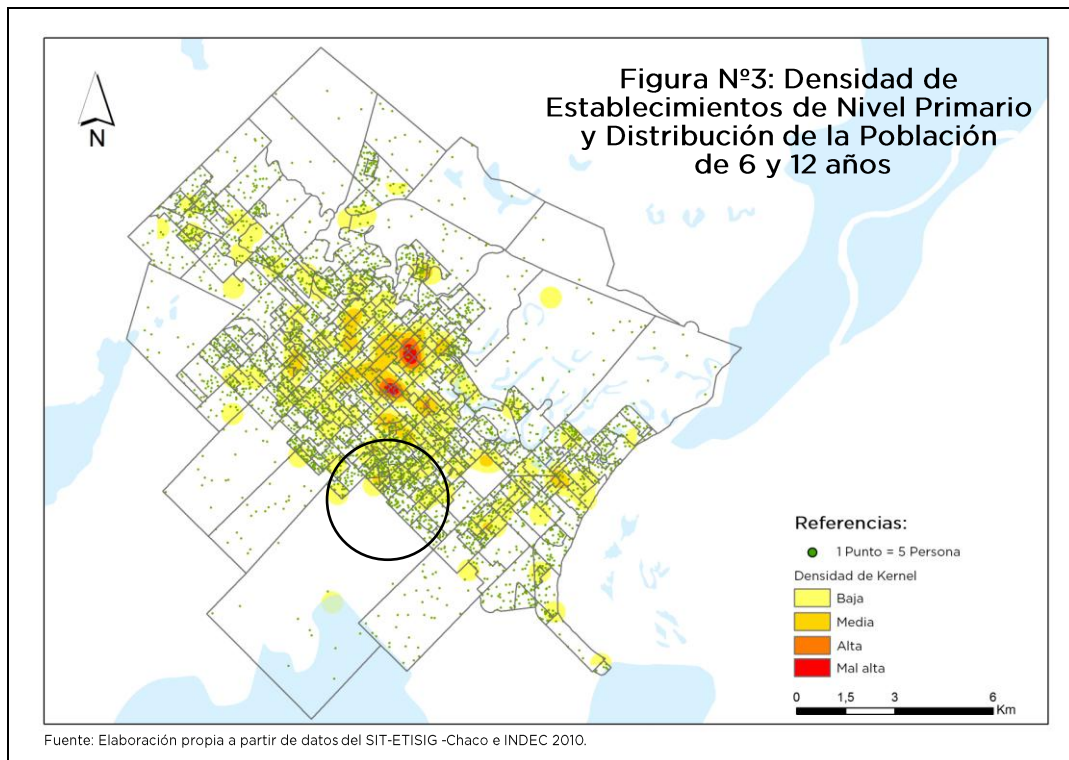 Figura Nº3: Densidad de
Establecimientos de Nivel Primario
y Distribución de la Población
de 6 y 12 años
N
Referencias:
1 Punto = 5 Persona
Densidad de Kernel
Baja
Media
Alta
Mal alta
0 1,5 3 6
Km
Fuente: Elaboración propia a partir de datos del SIT-ETISIG -Chaco e INDEC 2010.